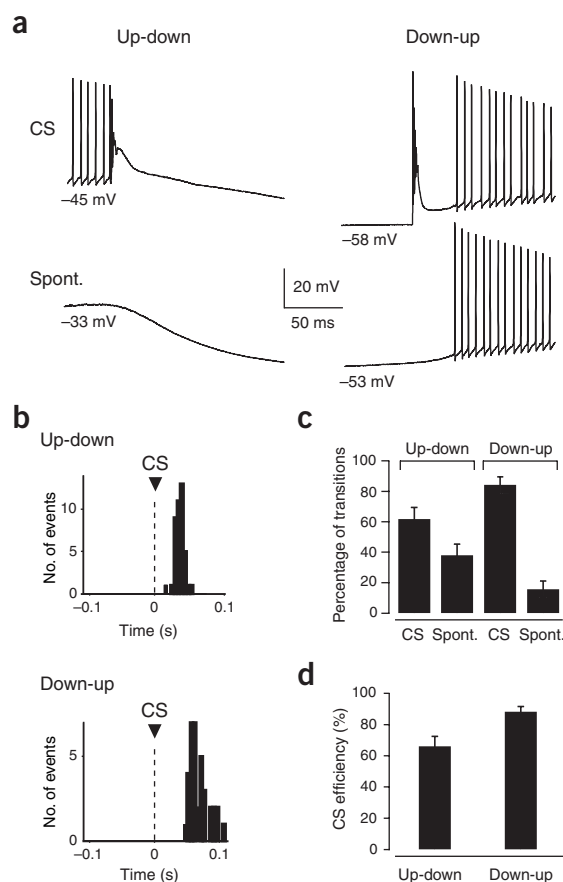 a
Up-down Down-up
CS
–45 mV
–58 mV
Spont.
20 mV
–33 mV
50 ms
–53 mV
b
Up-down
CS
No. of events
10
5
0
–0.1 0 0.1
Time (s)
Down-up
CS
No. of events
5
0
–0.1 0 0.1
Time (s)
c
Up-down Down-up
Percentage of transitions
100
80
60
40
20
0
CS Spont. CS Spont.
d
CS efficiency (%)
100
80
60
40
20
0
Up-down Down-up